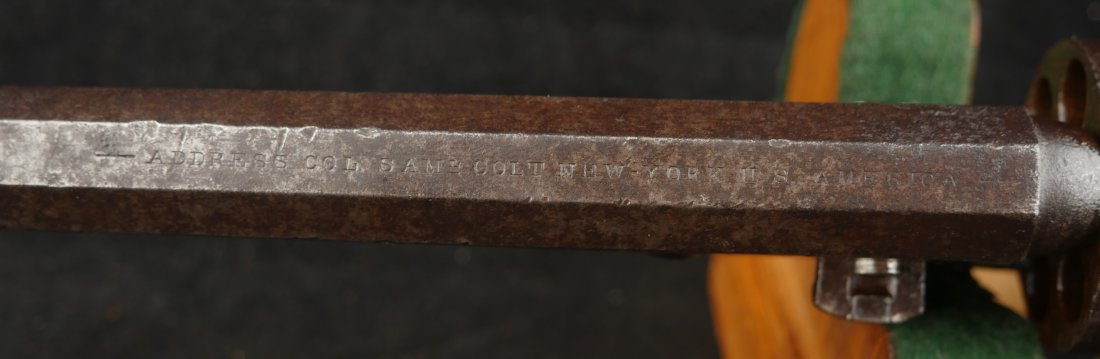 — ADDRESS COL SAML COLT NEW-YORK U.S. AMERICA —